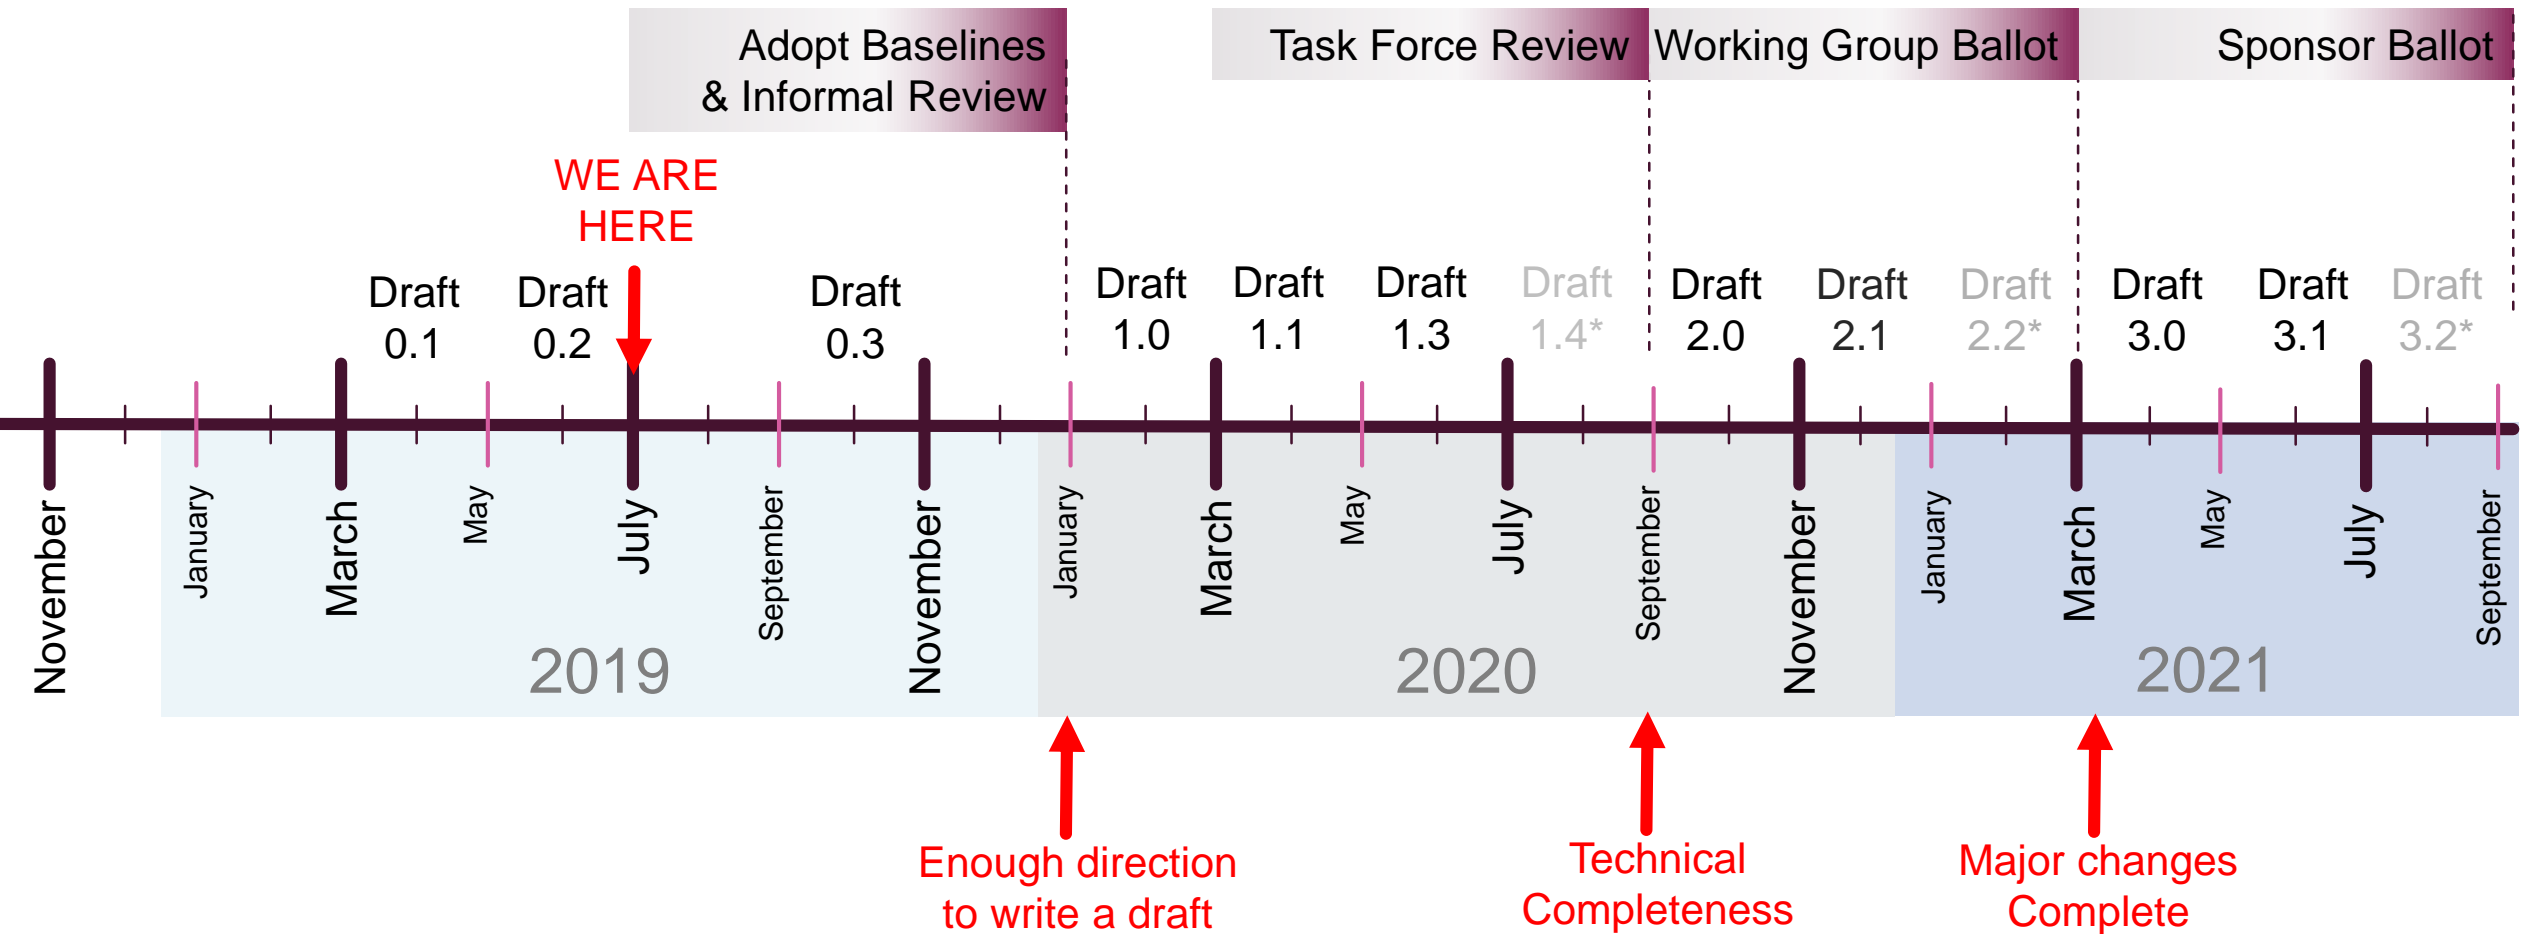 Adopt Baselines
& Informal Review
Task Force Review
Working Group Ballot
Sponsor Ballot
WE ARE
HERE
Draft
0.1
Draft
0.2
Draft
0.3
Draft
1.0
Draft
1.1
Draft
1.3
Draft
1.4*
Draft
2.0
Draft
2.1
Draft
2.2*
Draft
3.0
Draft
3.1
Draft
3.2*
November
January
March
May
July
September
November
January
March
May
July
September
November
January
March
May
July
September
2019
2020
2021
Enough direction
to write a draft
Technical
Completeness
Major changes
Complete